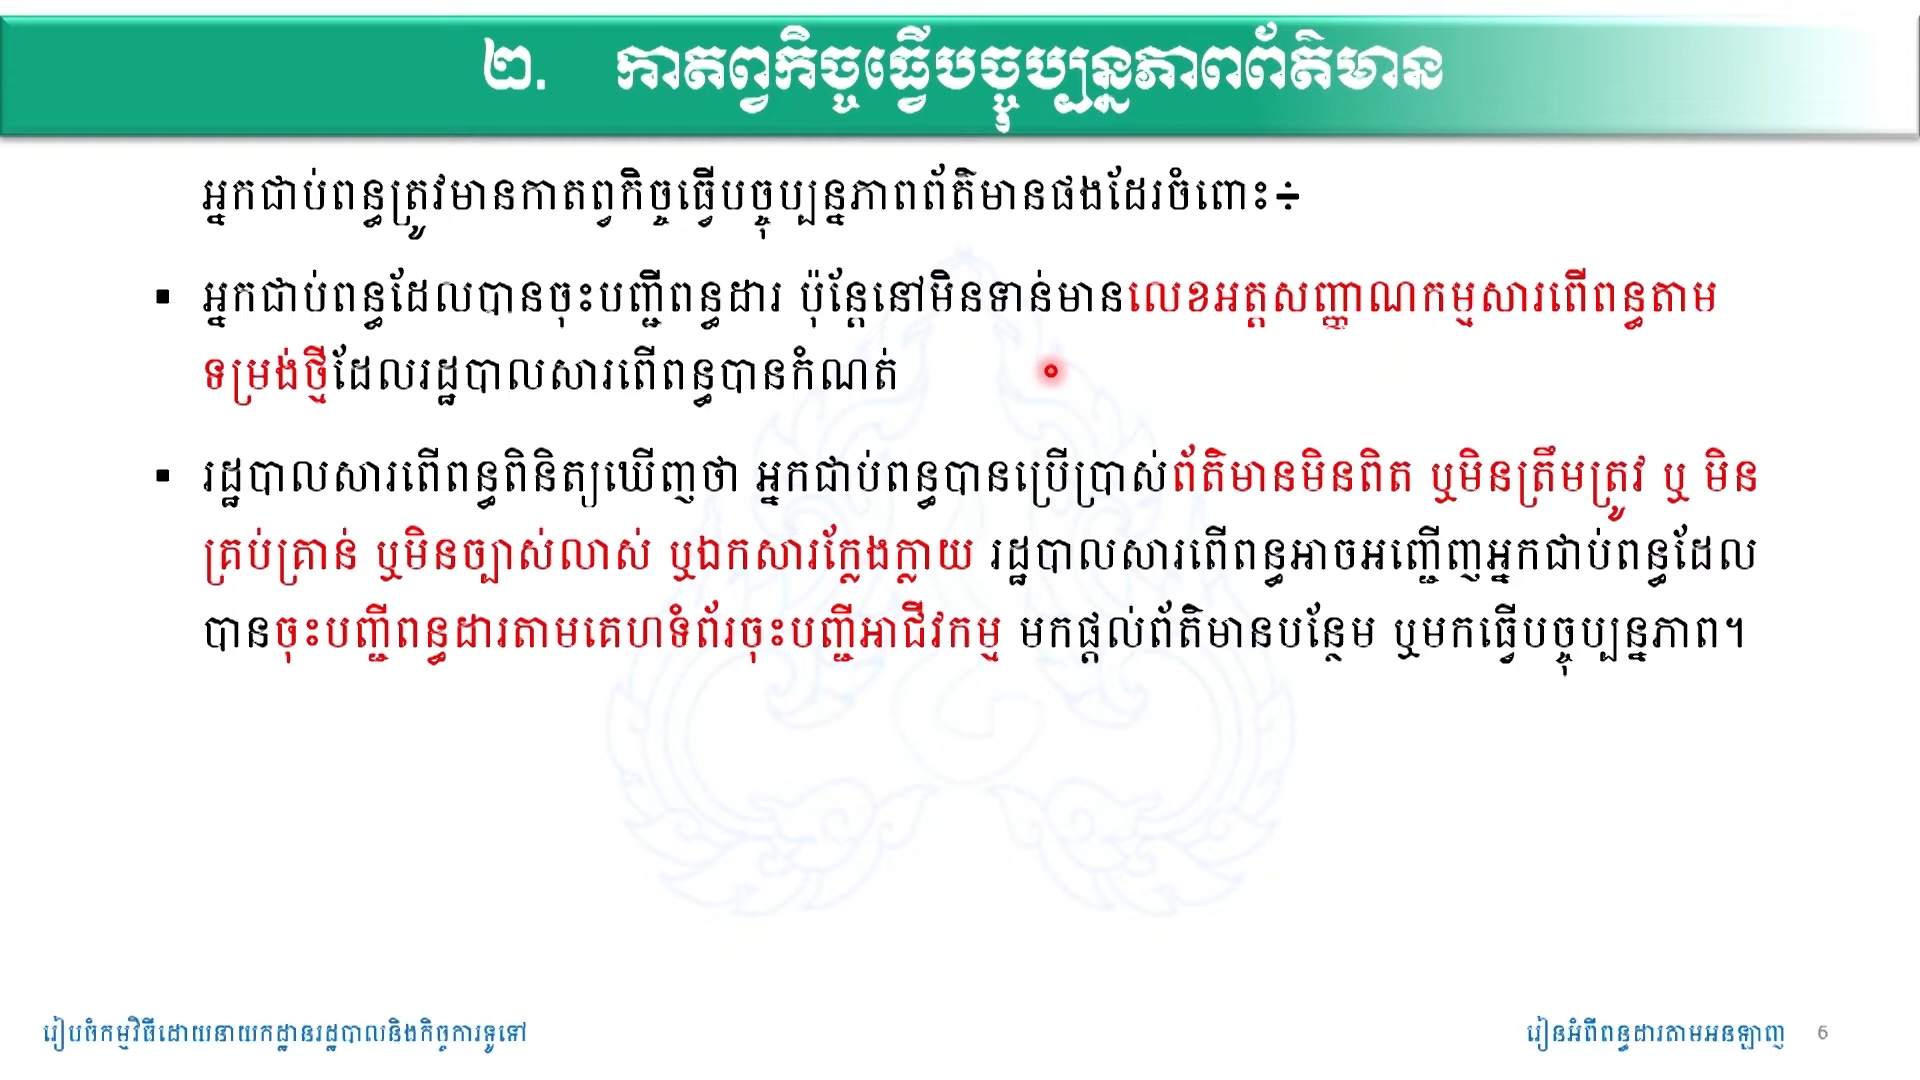 ២. កាតព្វកិច្ចធ្វើបច្ចុប្បន្នភាពព័ត៌មាន
អ្នកជាប់ពន្ធត្រូវមានកាតព្វកិច្ចធ្វើបច្ចុប្បន្នភាពព័ត៌មានផងដែរចំពោះ÷
▪ អ្នកជាប់ពន្ធដែលបានចុះបញ្ជីពន្ធដារ ប៉ុន្តែនៅមិនទាន់មានលេខអត្តសញ្ញាណកម្មសារពើពន្ធតាម
ទម្រង់ថ្មីដែលរដ្ឋបាលសារពើពន្ធបានកំណត់
▪ រដ្ឋបាលសារពើពន្ធពិនិត្យឃើញថា អ្នកជាប់ពន្ធបានប្រើប្រាស់ព័ត៌មានមិនពិត ឬមិនត្រឹមត្រូវ ឬ មិន
គ្រប់គ្រាន់ ឬមិនច្បាស់លាស់ ឬឯកសារក្លែងក្លាយ រដ្ឋបាលសារពើពន្ធអាចអញ្ជើញអ្នកជាប់ពន្ធដែល
បានចុះបញ្ជីពន្ធដារតាមគេហទំព័រចុះបញ្ជីអាជីវកម្ម មកផ្តល់ព័ត៌មានបន្ថែម ឬមកធ្វើបច្ចុប្បន្នភាព។
រៀបចំកម្មវិធីដោយនាយកដ្ឋានរដ្ឋបាលនិងកិច្ចការទូទៅ
រៀនអំពីពន្ធដារតាមអនឡាញ 6